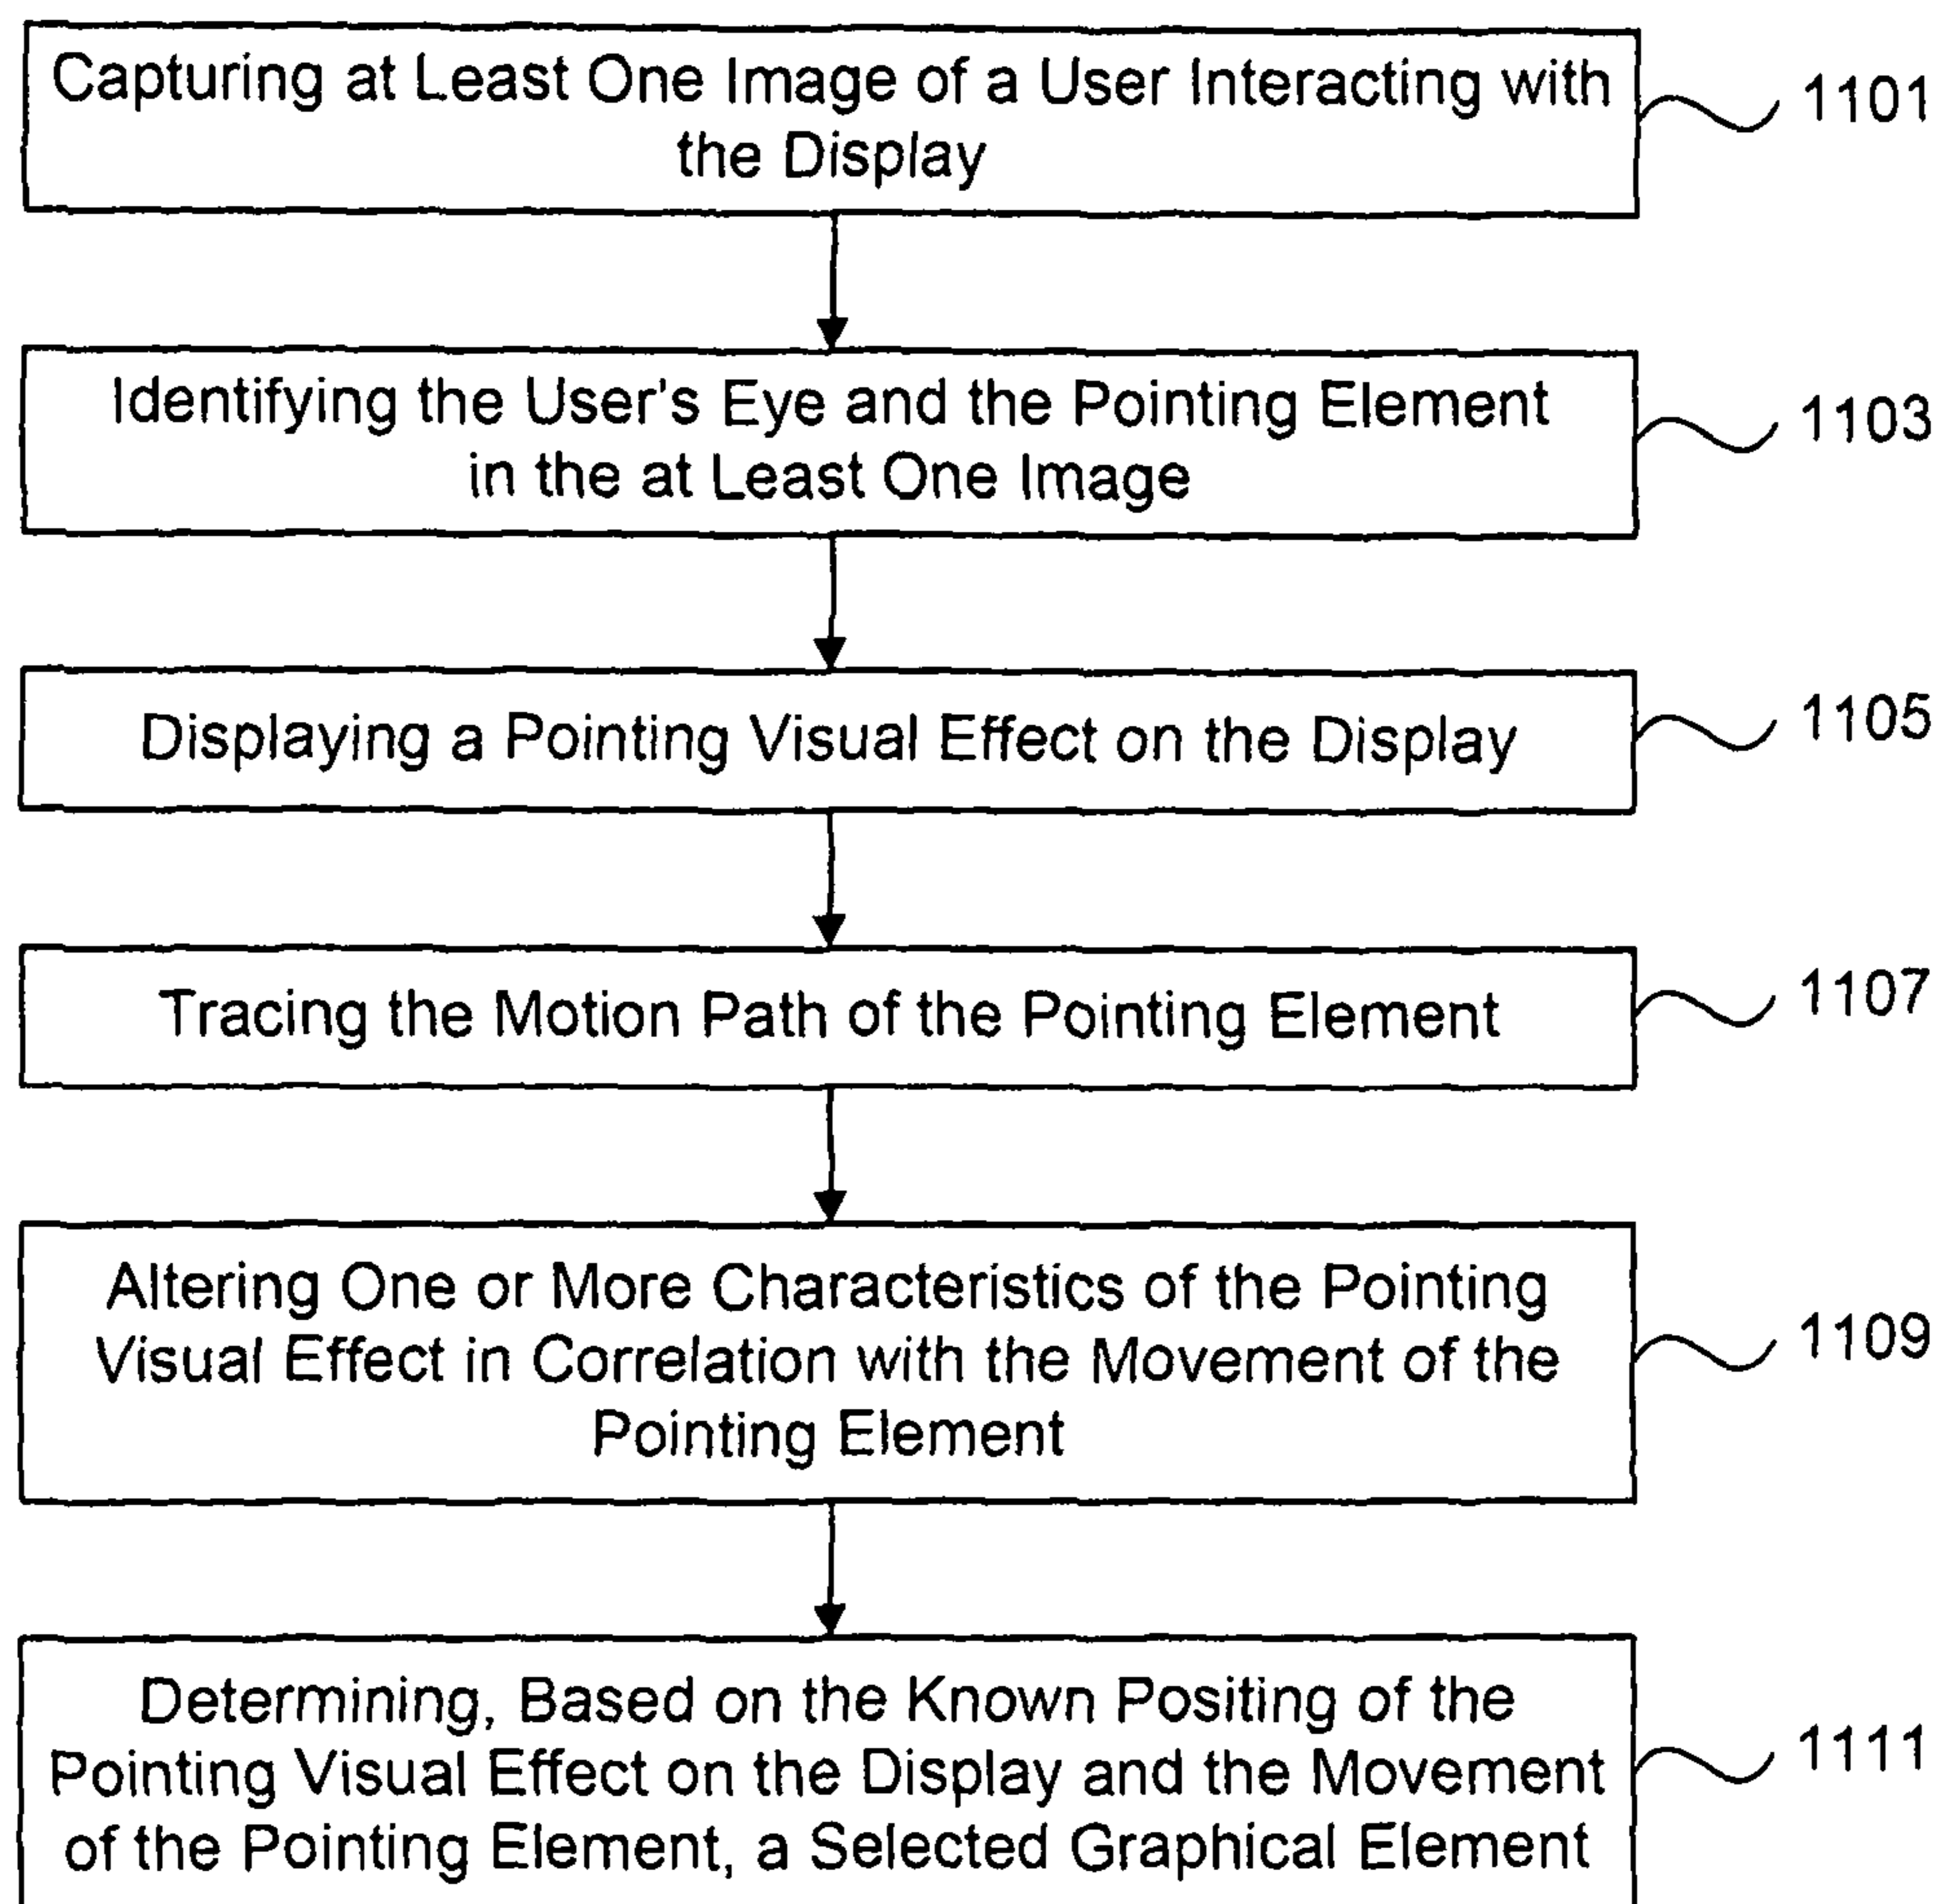 Capturing at Least One Image of a User Interacting with
the Display
1101
Identifying the User's Eye and the Pointing Element
in the at Least One Image
1103
Displaying a Pointing Visual Effect on the Display
1105
Tracing the Motion Path of the Pointing Element
1107
Altering One or More Characteristics of the Pointing
Visual Effect in Correlation with the Movement of the
Pointing Element
1109
Determining, Based on the Known Positing of the
Pointing Visual Effect on the Display and the Movement
of the Pointing Element, a Selected Graphical Element
1111